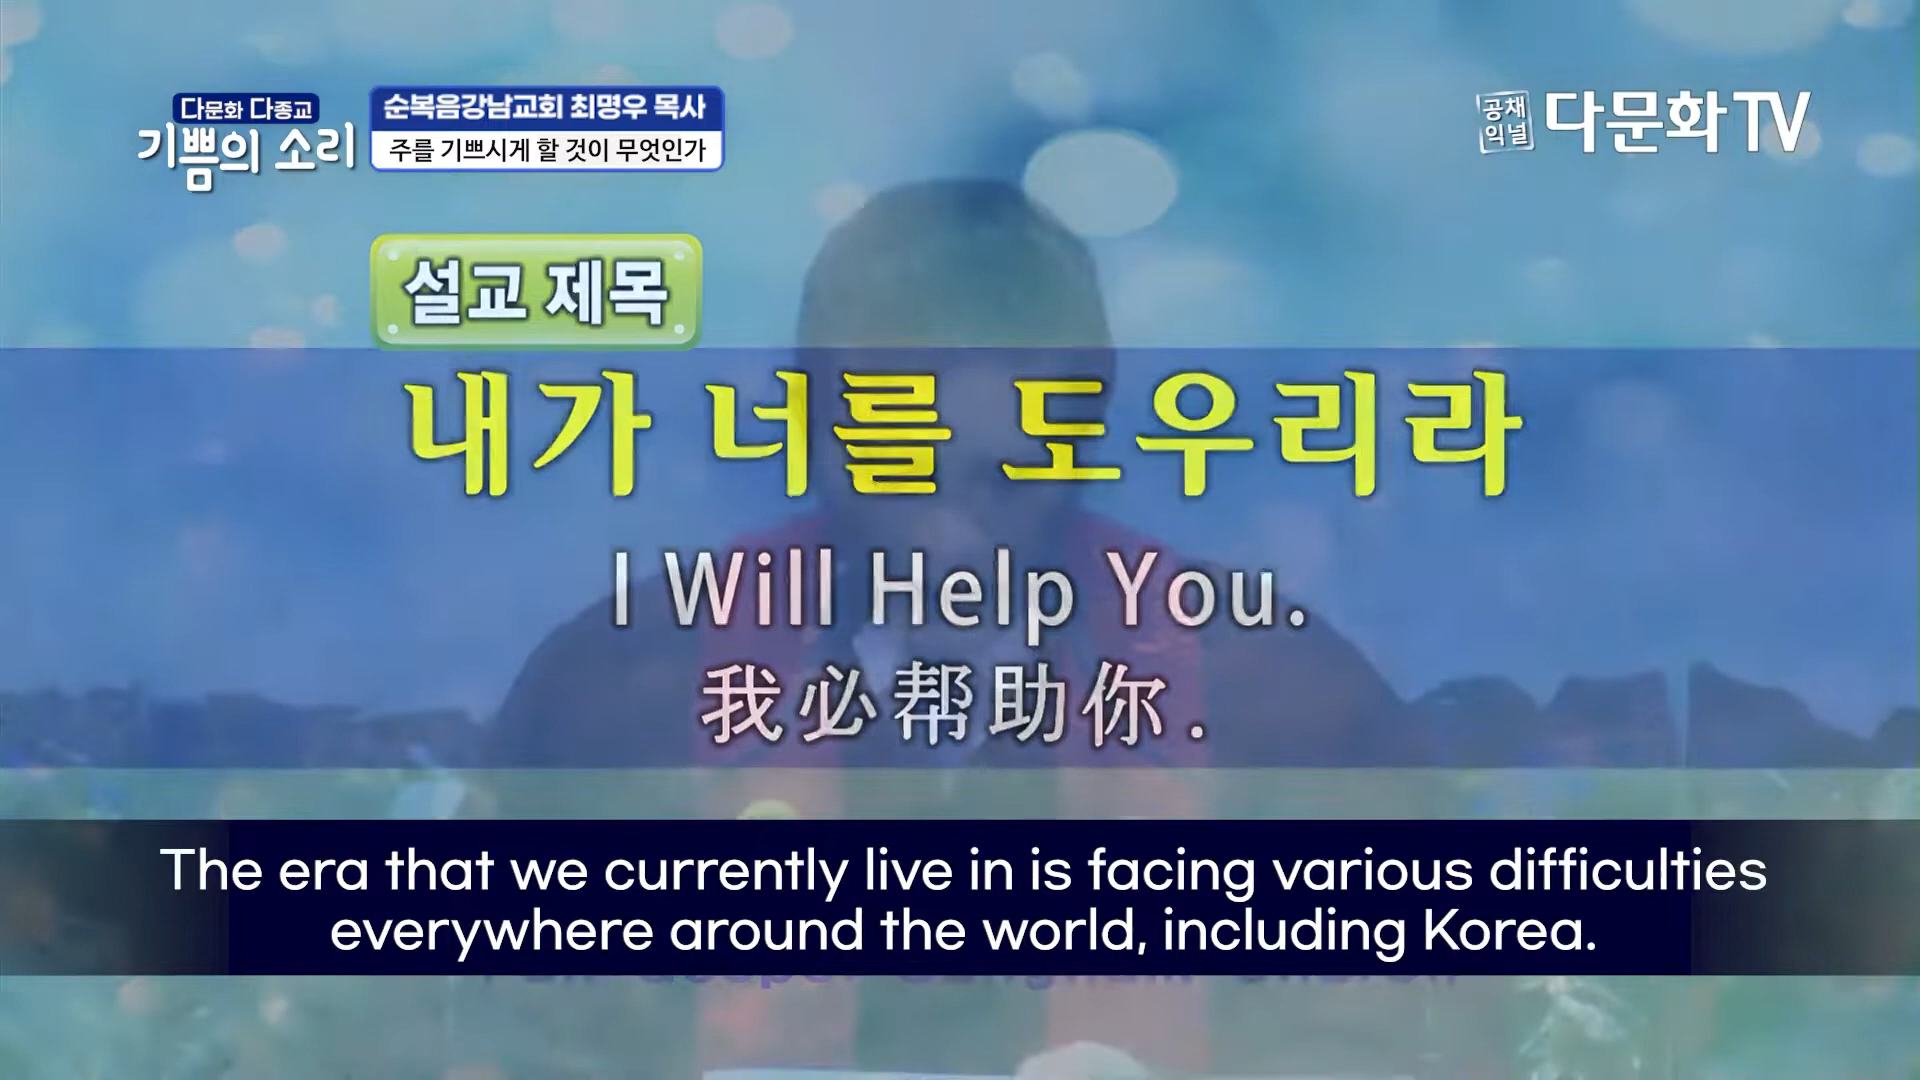 다문화 다종교
기쁨의 소리
순복음강남교회 최명우 목사
주를 기쁘시게 할 것이 무엇인가
공채
익널
다문화TV
설교 제목
내가 너를 도우리라
I Will Help You.
我必帮助你.
The era that we currently live in is facing various difficulties
everywhere around the world, including Korea.